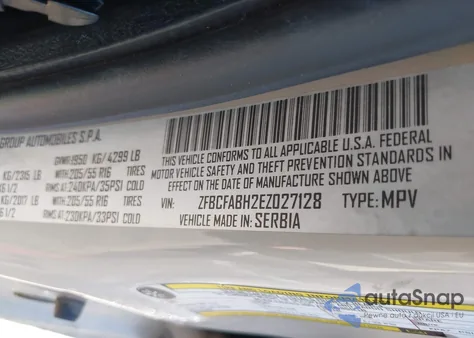 GROUP AUTOMOBILES S.P.A.
GVWR:1950 KG/4299 LB
KG/2315 LB TIRES 205/55 R16
6 1/2 RIMS AT: 240KPA/35PSI COLD
KG/2017 LB WITH 205/55 R16 TIRES
6 1/2 RIMS AT: 230KPA/33PSI COLD
THIS VEHICLE CONFORMS TO ALL APPLICABLE U.S.A. FEDERAL
MOTOR VEHICLE SAFETY AND THEFT PREVENTION STANDARDS IN
EFFECT ON THE DATE OF MANUFACTURE SHOWN ABOVE.
VIN: ZFBCFABH2EZ027128 TYPE: MPV
VEHICLE MADE IN: SERBIA
autoSnap